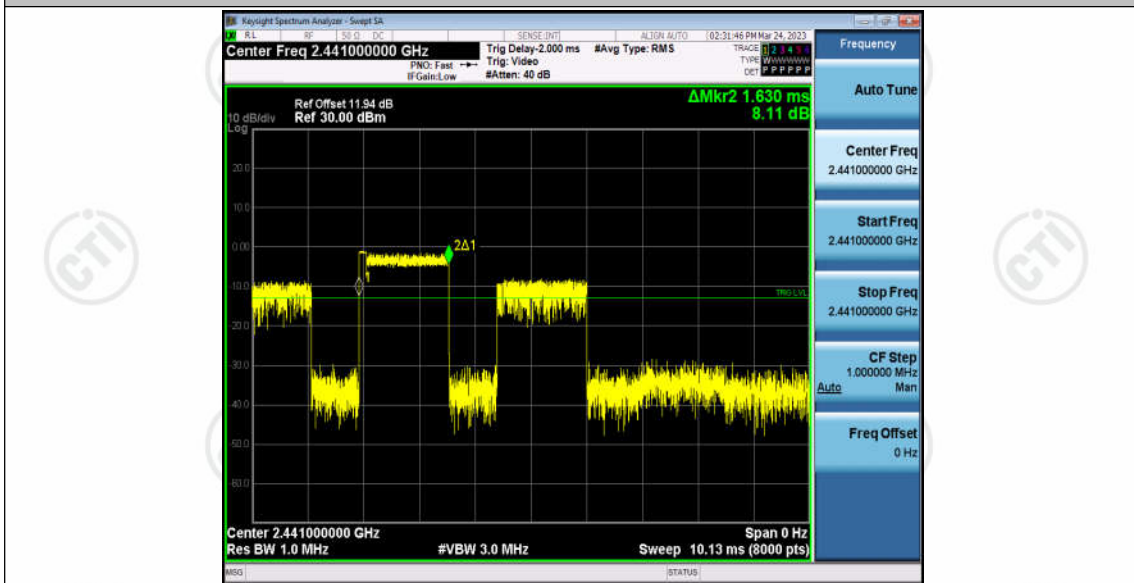 Keysight Spectrum Analyzer - Swept SA
RL RF 50 Ω DC SENSE:INT ALIGN AUTO 02:31:46 PM Mar 24, 2023
Center Freq 2.441000000 GHz
PNO: Fast
IFGain:Low
Trig Delay-2.000 ms
Trig: Video
#Atten: 40 dB
#Avg Type: RMS
TRACE 1 2 3 4 5 6
TYPE WWWWWW
DET P P P P P P
Frequency
ΔMkr2 1.630 ms
8.11 dB
Ref Offset 11.94 dB
Ref 30.00 dBm
10 dB/div
Log
20.0
10.0
0.00
-10.0
-20.0
-30.0
-40.0
-50.0
-60.0
2Δ1
TRIG LVL
Auto Tune
Center Freq
2.441000000 GHz
Start Freq
2.441000000 GHz
Stop Freq
2.441000000 GHz
CF Step
1.000000 MHz
Auto Man
Freq Offset
0 Hz
Center 2.441000000 GHz Span 0 Hz
Res BW 1.0 MHz #VBW 3.0 MHz Sweep 10.13 ms (8000 pts)
MSG STATUS
CTI
CTI